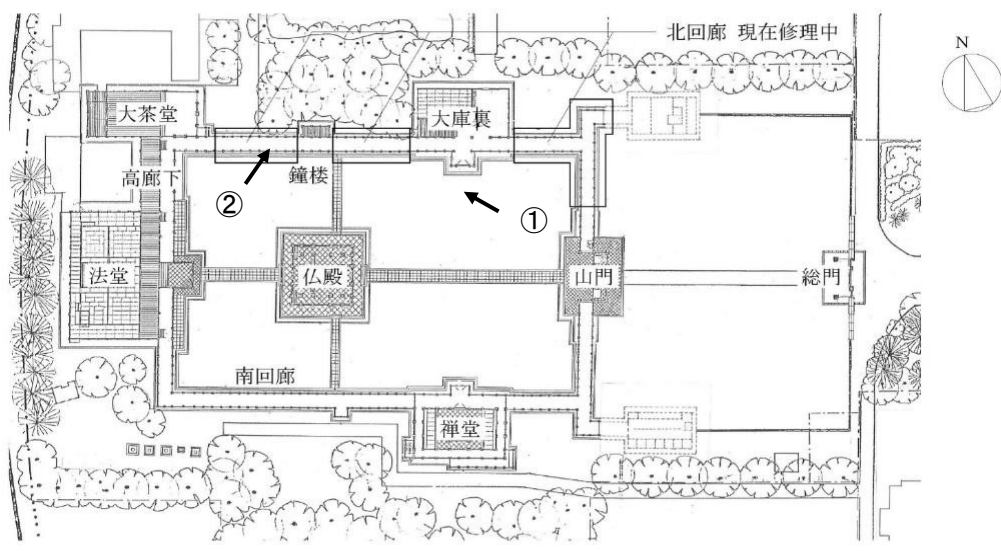 北回廊 現在修理中
N
大茶堂
大庫裏
鐘楼
高廊下
②
①
法堂
仏殿
山門
総門
南回廊
禅堂